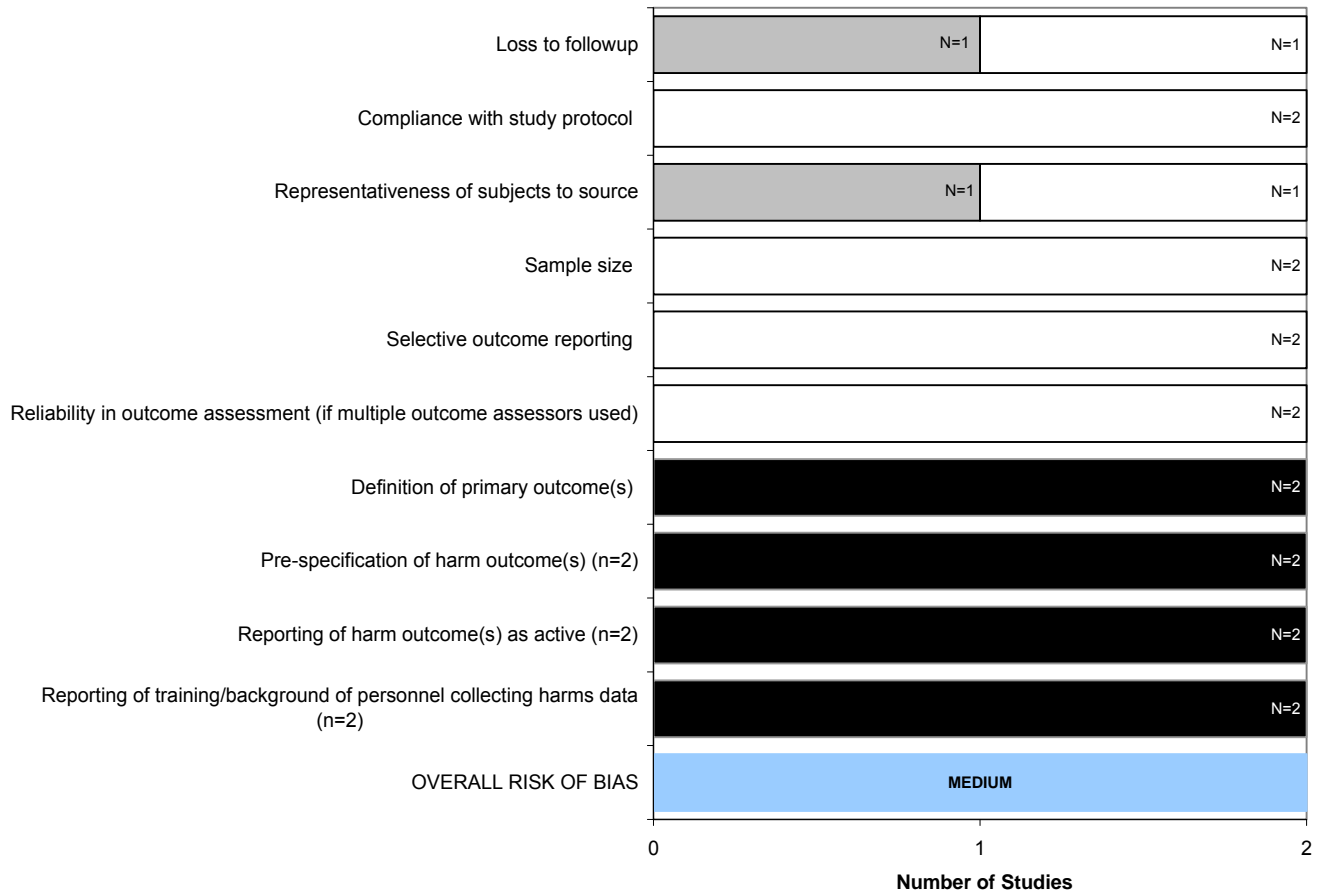 Loss to followup N=1 N=1
Compliance with study protocol N=2
Representativeness of subjects to source N=1 N=1
Sample size N=2
Selective outcome reporting N=2
Reliability in outcome assessment (if multiple outcome assessors used) N=2
Definition of primary outcome(s) N=2
Pre-specification of harm outcome(s) (n=2) N=2
Reporting of harm outcome(s) as active (n=2) N=2
Reporting of training/background of personnel collecting harms data
(n=2) N=2
OVERALL RISK OF BIAS MEDIUM
0 1 2
Number of Studies